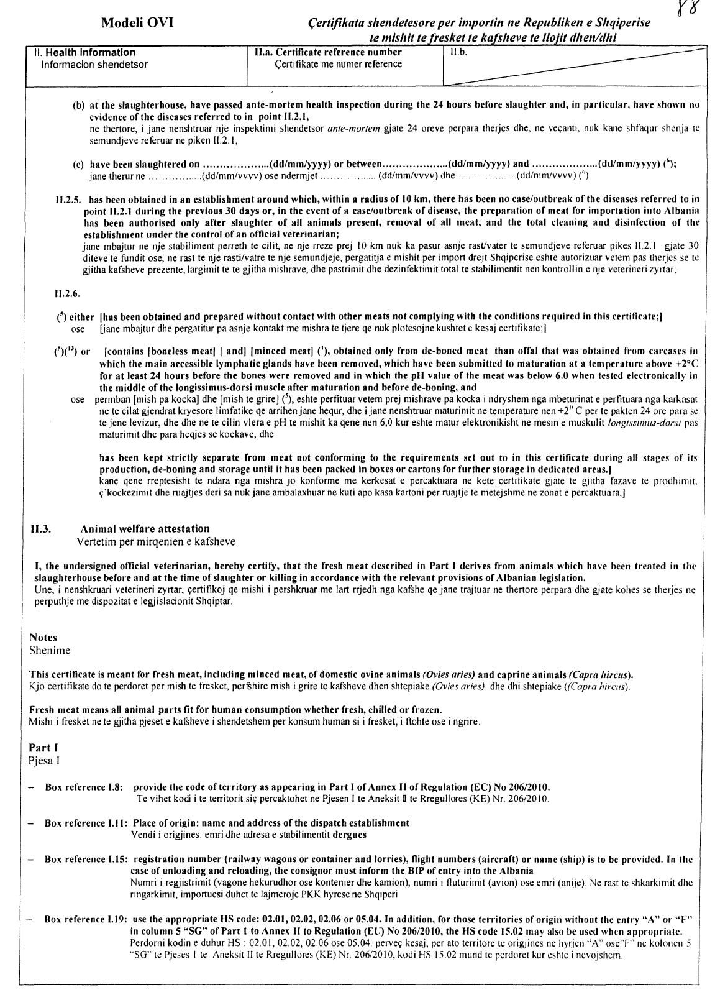 88
Modeli OVI
Çertifikata shendetesore per importin ne Republiken e Shqiperise
te mishit te fresket te kafsheve te llojit dhen/dhi
II. Health information
Informacion shendetsor
II.a. Certificate reference number
Çertifikate me numer reference
II.b.
(b) at the slaughterhouse, have passed ante-mortem health inspection during the 24 hours before slaughter and, in particular, have shown no
evidence of the diseases referred to in point II.2.1,
ne thertore, i jane nenshtruar nje inspektimi shendetsor ante-mortem gjate 24 oreve perpara therjes dhe, ne veçanti, nuk kane shfaqur shenja te
semundjeve referuar ne piken II.2.1,
(c) have been slaughtered on ....................(dd/mm/yyyy) or between...................(dd/mm/yyyy) and ...................(dd/mm/yyyy) (⁶);
jane therur ne ................(dd/mm/vvvv) ose ndermjet ................. (dd/mm/vvvv) dhe ................. (dd/mm/vvvv) (⁶)
II.2.5. has been obtained in an establishment around which, within a radius of 10 km, there has been no case/outbreak of the diseases referred to in
point II.2.1 during the previous 30 days or, in the event of a case/outbreak of disease, the preparation of meat for importation into Albania
has been authorised only after slaughter of all animals present, removal of all meat, and the total cleaning and disinfection of the
establishment under the control of an official veterinarian;
jane mbajtur ne nje stabiliment perreth te cilit, ne nje rreze prej 10 km nuk ka pasur asnje rast/vater te semundjeve referuar pikes II.2.1 gjate 30
diteve te fundit ose, ne rast te nje rasti/vatre te nje semundjeje, pergatitja e mishit per import drejt Shqiperise eshte autorizuar vetem pas therjes se te
gjitha kafsheve prezente, largimit te te gjitha mishrave, dhe pastrimit dhe dezinfektimit total te stabilimentit nen kontrollin e nje veterineri zyrtar;
II.2.6.
(⁵) either [has been obtained and prepared without contact with other meats not complying with the conditions required in this certificate;]
ose [jane mbajtur dhe pergatitur pa asnje kontakt me mishra te tjere qe nuk plotesojne kushtet e kesaj certifikate;]
(⁵)(¹³) or [contains [boneless meat] [ and] [minced meat] (¹), obtained only from de-boned meat than offal that was obtained from carcases in
which the main accessible lymphatic glands have been removed, which have been submitted to maturation at a temperature above +2°C
for at least 24 hours before the bones were removed and in which the pH value of the meat was below 6.0 when tested electronically in
the middle of the longissimus-dorsi muscle after maturation and before de-boning, and
ose permban [mish pa kocka] dhe [mish te grire] (⁵), eshte perfituar vetem prej mishrave pa kocka i ndryshem nga mbeturinat e perfituara nga karkasat
ne te cilat gjendrat kryesore limfatike qe arrihen jane hequr, dhe i jane nenshtruar maturimit ne temperature nen +2⁰ C per te pakten 24 ore para se
te jene levizur, dhe dhe ne te cilin vlera e pH te mishit ka qene nen 6,0 kur eshte matur elektronikisht ne mesin e muskulit longissimus-dorsi pas
maturimit dhe para heqjes se kockave, dhe
has been kept strictly separate from meat not conforming to the requirements set out to in this certificate during all stages of its
production, de-boning and storage until it has been packed in boxes or cartons for further storage in dedicated areas.]
kane qene rreptesisht te ndara nga mishra jo konforme me kerkesat e percaktuara ne kete certifikate gjate te gjitha fazave te prodhimit,
ç'kockezimit dhe ruajtjes deri sa nuk jane ambalaxhuar ne kuti apo kasa kartoni per ruajtje te metejshme ne zonat e percaktuara,]
II.3. Animal welfare attestation
Vertetim per mirqenien e kafsheve
I, the undersigned official veterinarian, hereby certify, that the fresh meat described in Part I derives from animals which have been treated in the
slaughterhouse before and at the time of slaughter or killing in accordance with the relevant provisions of Albanian legislation.
Une, i nenshkruari veterineri zyrtar, çertifikoj qe mishi i pershkruar me lart rrjedh nga kafshe qe jane trajtuar ne thertore perpara dhe gjate kohes se therjes ne
perputhje me dispozitat e legjislacionit Shqiptar.
Notes
Shenime
This certificate is meant for fresh meat, including minced meat, of domestic ovine animals (Ovies aries) and caprine animals (Capra hircus).
Kjo certifikate do te perdoret per mish te fresket, perfshire mish i grire te kafsheve dhen shtepiake (Ovies aries) dhe dhi shtepiake ((Capra hircus).
Fresh meat means all animal parts fit for human consumption whether fresh, chilled or frozen.
Mishi i fresket ne te gjitha pjeset e kafsheve i shendetshem per konsum human si i fresket, i ftohte ose i ngrire.
Part I
Pjesa I
– Box reference I.8: provide the code of territory as appearing in Part I of Annex II of Regulation (EC) No 206/2010.
Te vihet kodi i te territorit siç percaktohet ne Pjesen I te Aneksit II te Rregullores (KE) Nr. 206/2010.
– Box reference I.11: Place of origin: name and address of the dispatch establishment
Vendi i origjines: emri dhe adresa e stabilimentit dergues
– Box reference I.15: registration number (railway wagons or container and lorries), flight numbers (aircraft) or name (ship) is to be provided. In the
case of unloading and reloading, the consignor must inform the BIP of entry into the Albania
Numri i regjistrimit (vagone hekurudhor ose kontenier dhe kamion), numri i fluturimit (avion) ose emri (anije). Ne rast te shkarkimit dhe
ringarkimit, importuesi duhet te lajmeroje PKK hyrese ne Shqiperi
– Box reference I.19: use the appropriate HS code: 02.01, 02.02, 02.06 or 05.04. In addition, for those territories of origin without the entry “A” or “F”
in column 5 “SG” of Part 1 to Annex II to Regulation (EU) No 206/2010, the HS code 15.02 may also be used when appropriate.
Perdorni kodin e duhur HS : 02.01, 02.02, 02.06 ose 05.04. perveç kesaj, per ato territore te origjines ne hyrjen “A” ose“F” ne kolonen 5
“SG” te Pjeses 1 te Aneksit II te Rregullores (KE) Nr. 206/2010, kodi HS 15.02 mund te perdoret kur eshte i nevojshem.